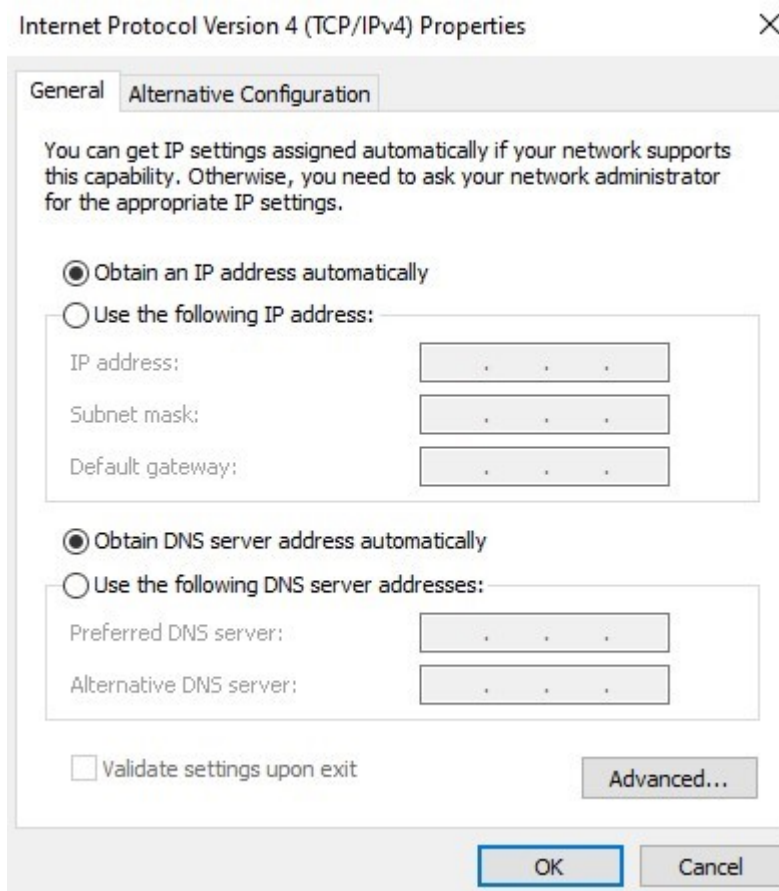 Internet Protocol Version 4 (TCP/IPv4) Properties
General
Alternative Configuration
You can get IP settings assigned automatically if your network supports
this capability. Otherwise, you need to ask your network administrator
for the appropriate IP settings.
Obtain an IP address automatically
Use the following IP address:
IP address:
Subnet mask:
Default gateway:
Obtain DNS server address automatically
Use the following DNS server addresses:
Preferred DNS server:
Alternative DNS server:
Validate settings upon exit
Advanced...
OK
Cancel